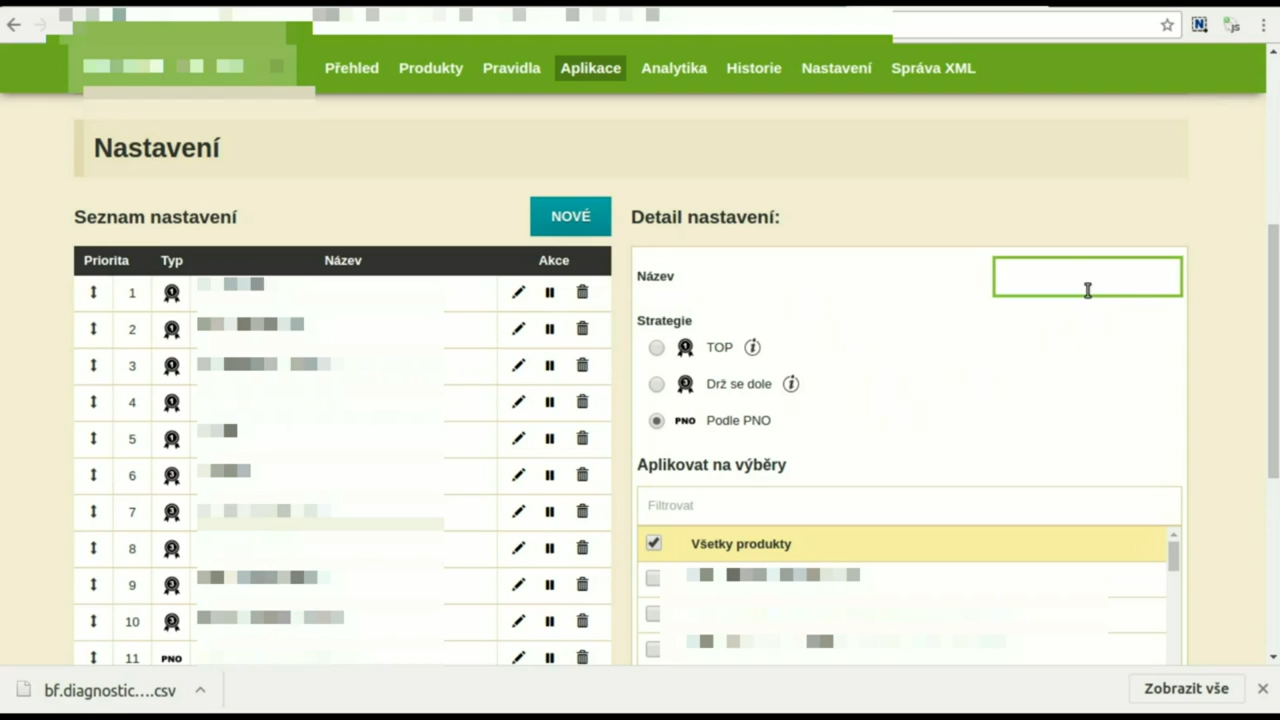 Přehled Produkty Pravidla Aplikace Analytika Historie Nastavení Správa XML
Nastavení
Seznam nastavení
NOVÉ
Priorita Typ Název Akce
1
2
3
4
5
6
7
8
9
10
11 PNO
Detail nastavení:
Název
Strategie
TOP
Drž se dole
PNO Podle PNO
Aplikovat na výběry
Filtrovat
Všetky produkty
bf.diagnostic....csv
Zobrazit vše